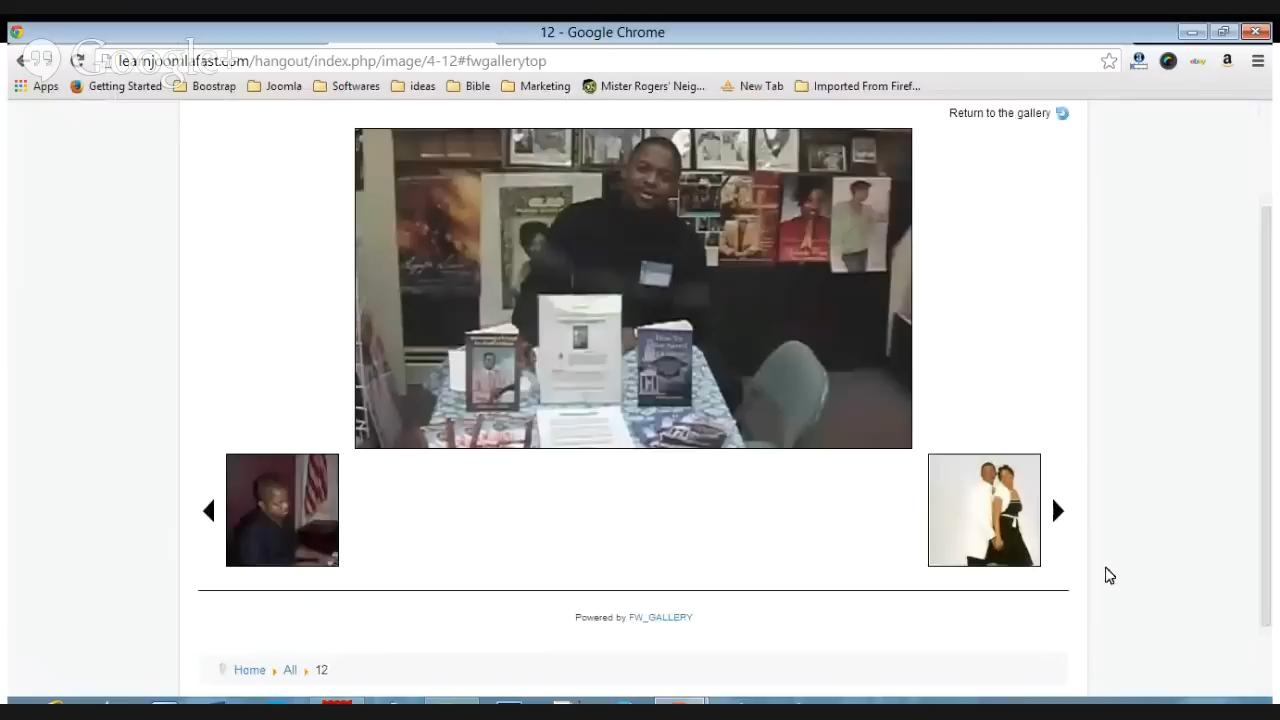 12 - Google Chrome
Google+
learnjoomlafast.com/hangout/index.php/image/4-12#fwgallerytop
Apps Getting Started Boostrap Joomla Softwares ideas Bible Marketing Mister Rogers' Neig... New Tab Imported From Firef...
Return to the gallery
Powered by FW_GALLERY
Home All 12